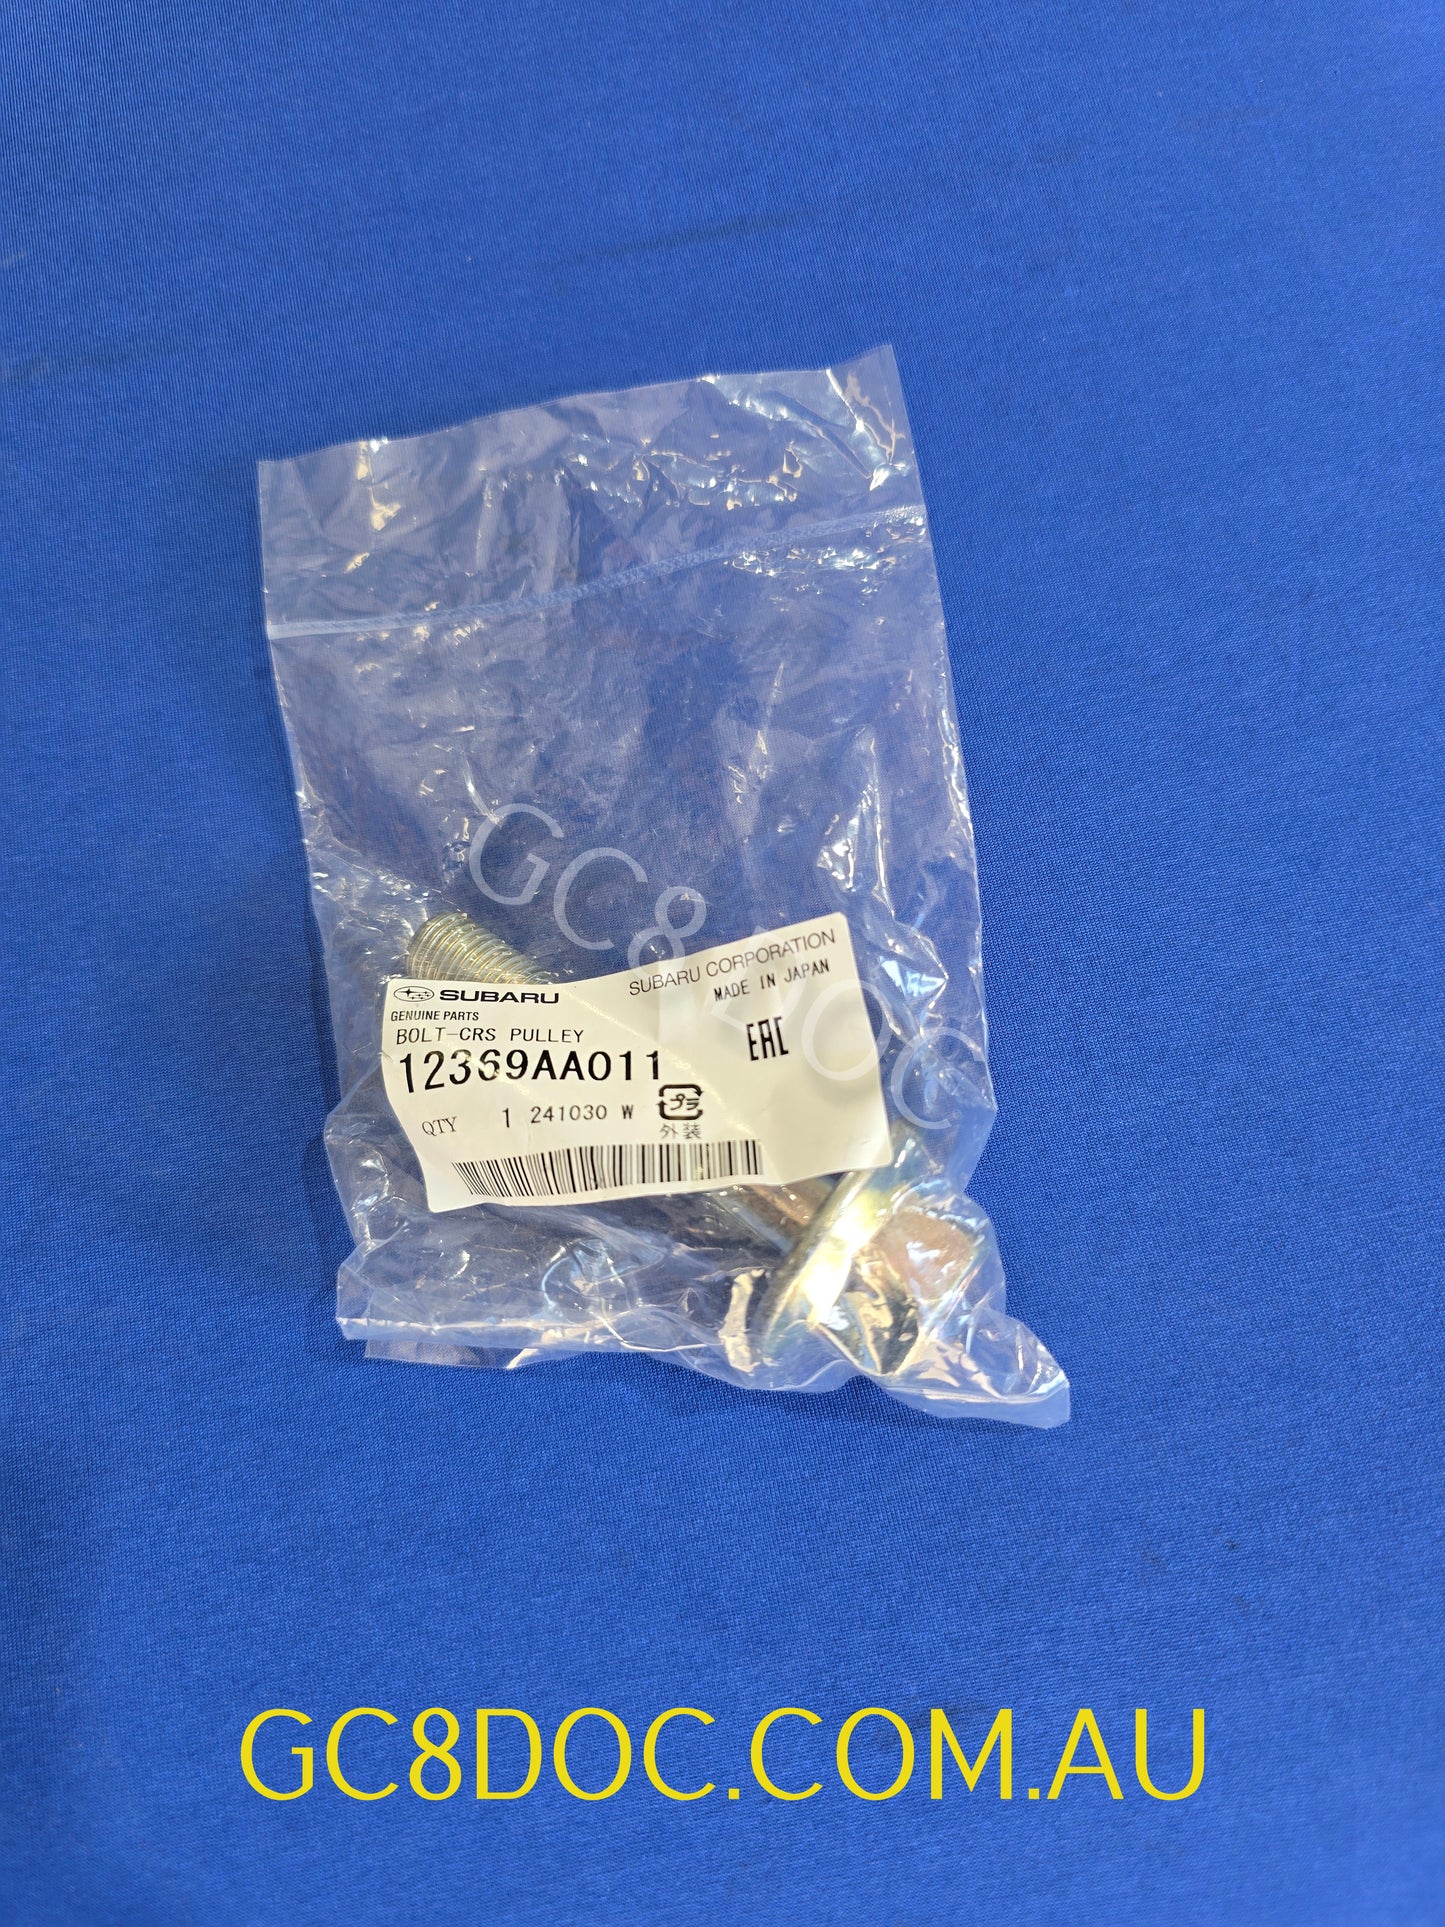 SUBARU CORPORATION
MADE IN JAPAN
SUBARU
GENUINE PARTS
BOLT-CRS PULLEY
12369AA011
EAC
QTY 1 241030 W
プラ
外装
GC8DOC
GC8DOC.COM.AU